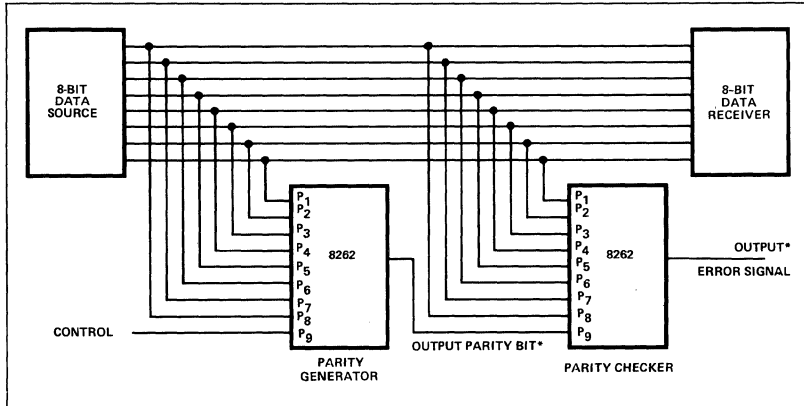 8-BIT
DATA
SOURCE
8-BIT
DATA
RECEIVER
P1
P2
P3
P4
P5
P6
P7
P8
P9
8262
CONTROL
PARITY
GENERATOR
OUTPUT PARITY BIT*
P1
P2
P3
P4
P5
P6
P7
P8
P9
8262
PARITY CHECKER
OUTPUT*
ERROR SIGNAL